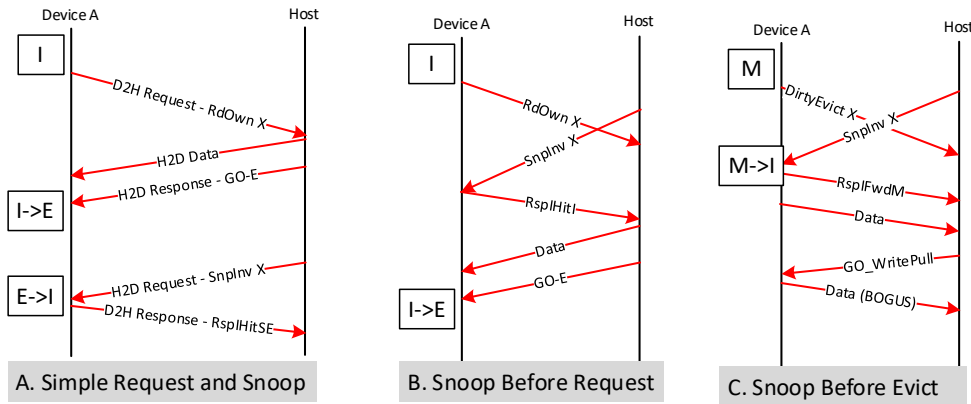 Device A
Host
I
D2H Request - RdOwn X
H2D Data
H2D Response - GO-E
I->E
H2D Request - SnpInv X
E->I
D2H Response - RspIHitSE
A. Simple Request and Snoop
Device A
Host
I
RdOwn X
SnpInv X
RspIHitI
Data
GO-E
I->E
B. Snoop Before Request
Device A
Host
M
DirtyEvict X
SnpInv X
M->I
RspIFwdM
Data
GO_WritePull
Data (BOGUS)
C. Snoop Before Evict